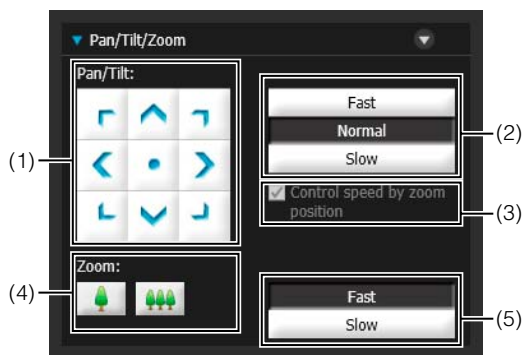 Pan/Tilt/Zoom
Pan/Tilt:
(1)
Fast
Normal
Slow
(2)
Control speed by zoom
position
(3)
Zoom:
(4)
Fast
Slow
(5)